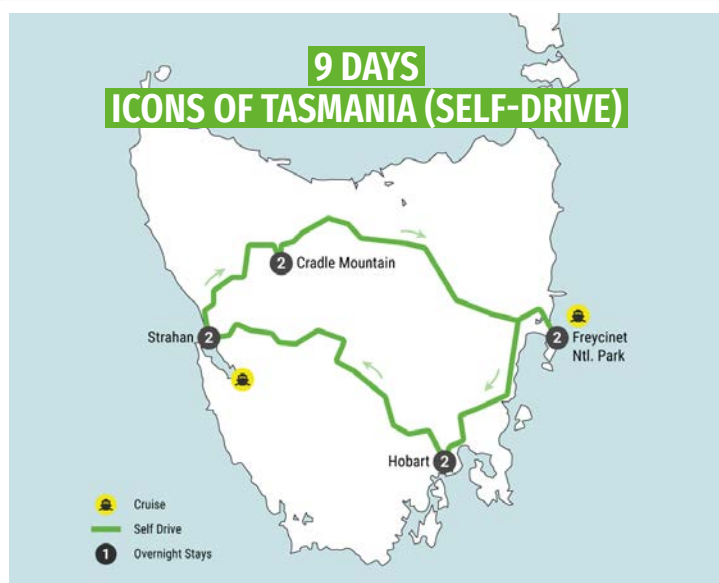 9 DAYS
ICONS OF TASMANIA (SELF-DRIVE)
2 Cradle Mountain
Strahan 2
2 Freycinet
Ntl. Park
Hobart 2
Cruise
Self Drive
1 Overnight Stays